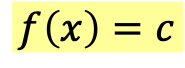 f(x) = c